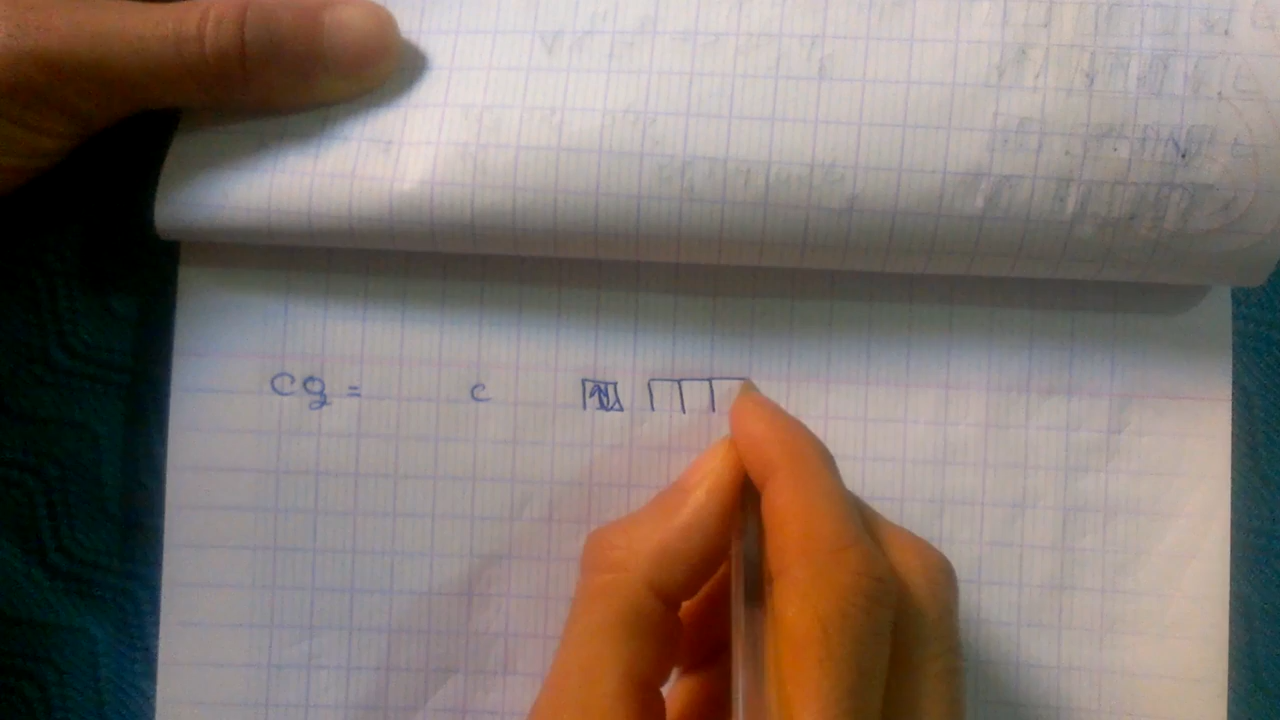 C₂ = C